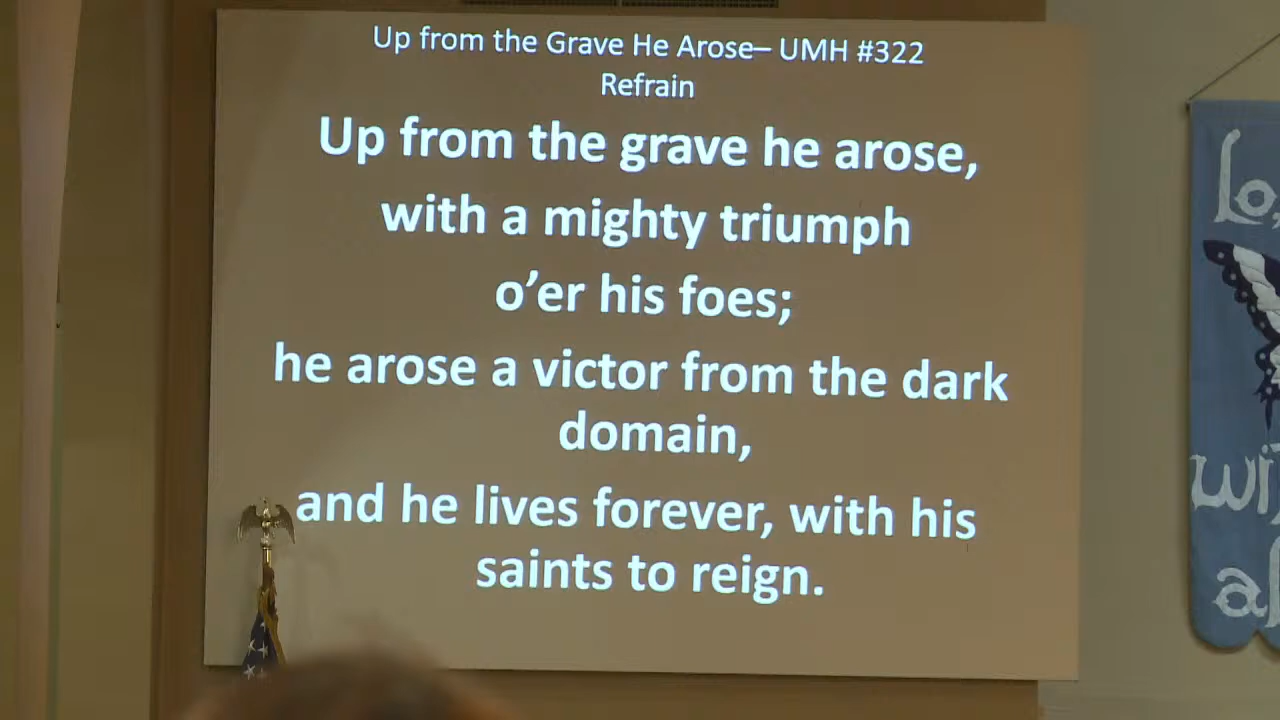 Up from the Grave He Arose– UMH #322
Refrain
Up from the grave he arose,
with a mighty triumph
o’er his foes;
he arose a victor from the dark
domain,
and he lives forever, with his
saints to reign.